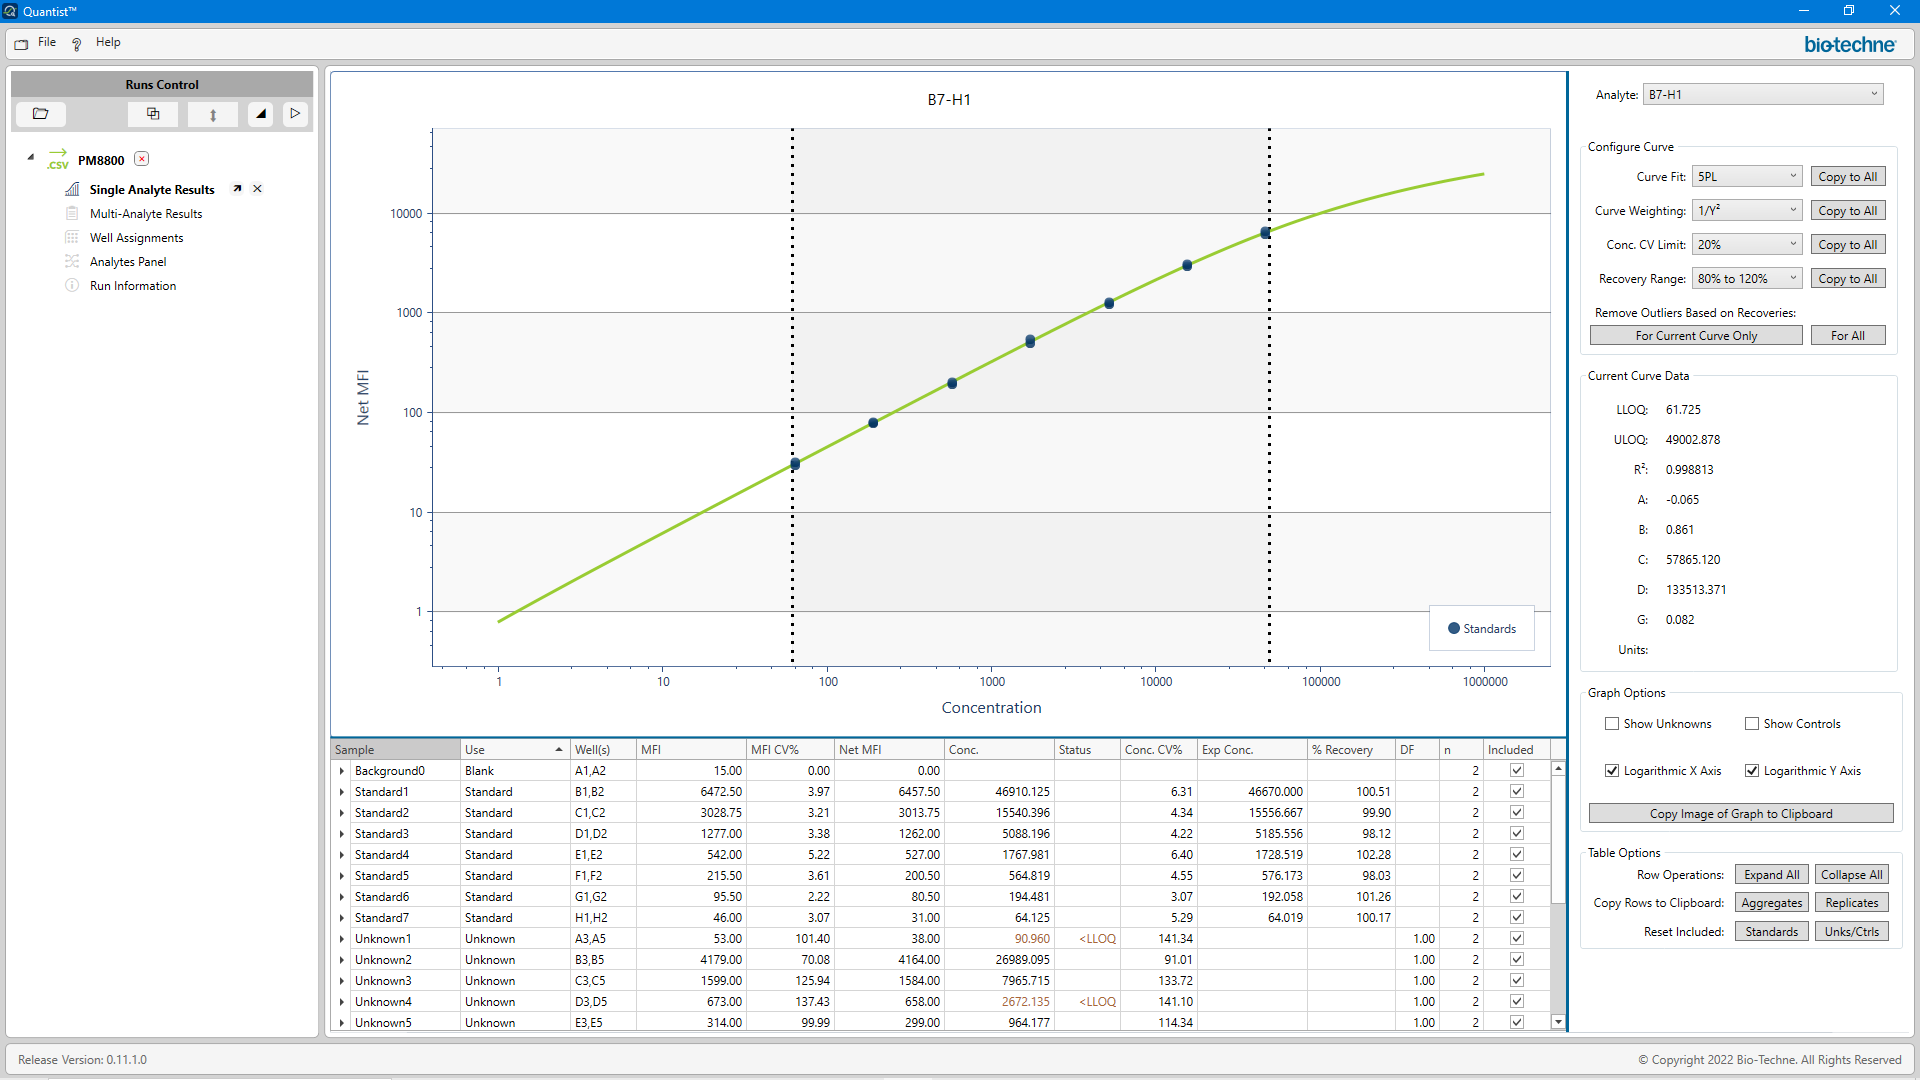 Quantist™
File Help
bio-techne®
Runs Control
.CSV PM8800
Single Analyte Results
Multi-Analyte Results
Well Assignments
Analytes Panel
Run Information
B7-H1
Net MFI
10000
1000
100
10
1
1 10 100 1000 10000 100000 1000000
Concentration
Standards
Sample Use Well(s) MFI MFI CV% Net MFI Conc. Status Conc. CV% Exp Conc. % Recovery DF n Included
Background0 Blank A1,A2 15.00 0.00 0.00 2
Standard1 Standard B1,B2 6472.50 3.97 6457.50 46910.125 6.31 46670.000 100.51 2
Standard2 Standard C1,C2 3028.75 3.21 3013.75 15540.396 4.34 15556.667 99.90 2
Standard3 Standard D1,D2 1277.00 3.38 1262.00 5088.196 4.22 5185.556 98.12 2
Standard4 Standard E1,E2 542.00 5.22 527.00 1767.981 6.40 1728.519 102.28 2
Standard5 Standard F1,F2 215.50 3.61 200.50 564.819 4.55 576.173 98.03 2
Standard6 Standard G1,G2 95.50 2.22 80.50 194.481 3.07 192.058 101.26 2
Standard7 Standard H1,H2 46.00 3.07 31.00 64.125 5.29 64.019 100.17 2
Unknown1 Unknown A3,A5 53.00 101.40 38.00 90.960 <LLOQ 141.34 1.00 2
Unknown2 Unknown B3,B5 4179.00 70.08 4164.00 26989.095 91.01 1.00 2
Unknown3 Unknown C3,C5 1599.00 125.94 1584.00 7965.715 133.72 1.00 2
Unknown4 Unknown D3,D5 673.00 137.43 658.00 2672.135 <LLOQ 141.10 1.00 2
Unknown5 Unknown E3,E5 314.00 99.99 299.00 964.177 114.34 1.00 2
Analyte: B7-H1
Configure Curve
Curve Fit: 5PL Copy to All
Curve Weighting: 1/Y² Copy to All
Conc. CV Limit: 20% Copy to All
Recovery Range: 80% to 120% Copy to All
Remove Outliers Based on Recoveries:
For Current Curve Only For All
Current Curve Data
LLOQ: 61.725
ULOQ: 49002.878
R²: 0.998813
A: -0.065
B: 0.861
C: 57865.120
D: 133513.371
G: 0.082
Units:
Graph Options
Show Unknowns Show Controls
Logarithmic X Axis Logarithmic Y Axis
Copy Image of Graph to Clipboard
Table Options
Row Operations: Expand All Collapse All
Copy Rows to Clipboard: Aggregates Replicates
Reset Included: Standards Unks/Ctrls
Release Version: 0.11.1.0
© Copyright 2022 Bio-Techne. All Rights Reserved